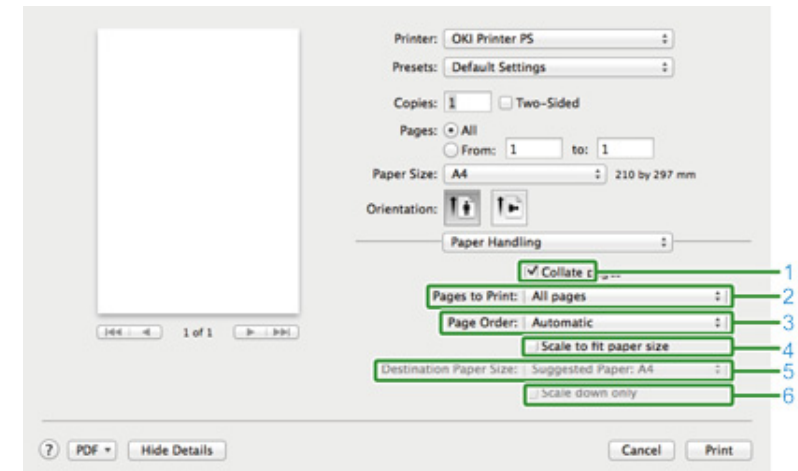 Printer: OKI Printer PS
Presets: Default Settings
Copies: 1 Two-Sided
Pages: All
From: 1 to: 1
Paper Size: A4 210 by 297 mm
Orientation:
Paper Handling
Collate 1
Pages to Print: All pages 2
Page Order: Automatic 3
1 of 1
Scale to fit paper size 4
Destination Paper Size: Suggested Paper: A4 5
Scale down only 6
? PDF Hide Details Cancel Print